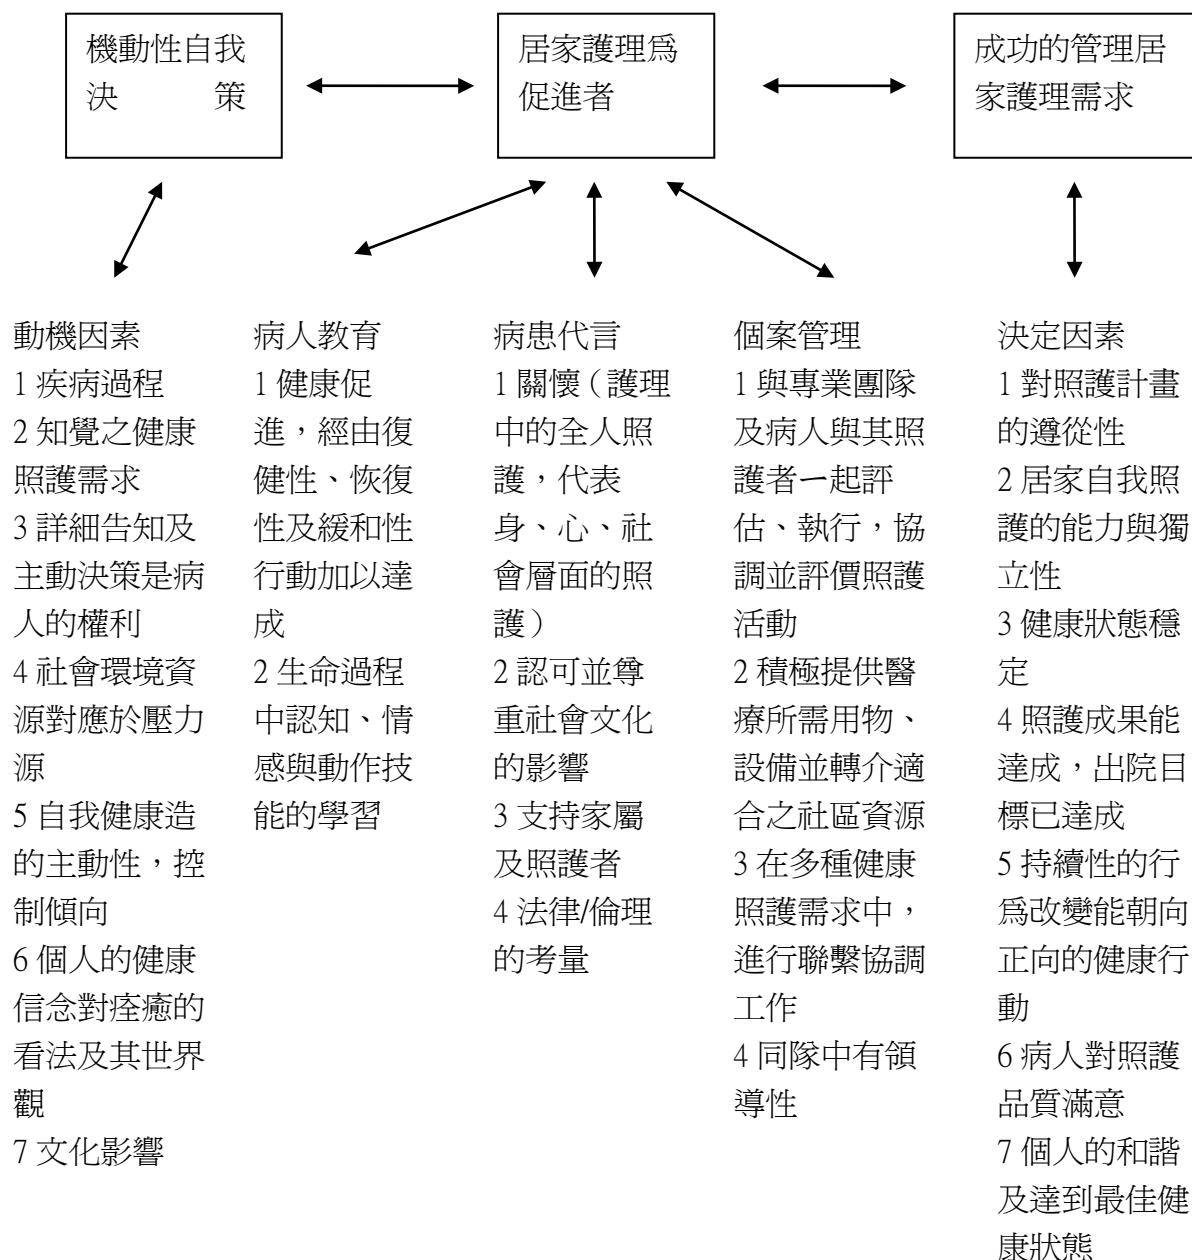 機動性自我
決 策
居家護理為
促進者
成功的管理居
家護理需求
動機因素
1 疾病過程
2 知覺之健康
照護需求
3 詳細告知及
主動決策是病
人的權利
4 社會環境資
源對應於壓力
源
5 自我健康造
的主動性，控
制傾向
6 個人的健康
信念對痊癒的
看法及其世界
觀
7 文化影響
病人教育
1 健康促
進，經由復
健性、恢復
性及緩和性
行動加以達
成
2 生命過程
中認知、情
感與動作技
能的學習
病患代言
1 關懷（護理
中的全人照
護，代表
身、心、社
會層面的照
護）
2 認可並尊
重社會文化
的影響
3 支持家屬
及照護者
4 法律/倫理
的考量
個案管理
1 與專業團隊
及病人與其照
護者一起評
估、執行，協
調並評價照護
活動
2 積極提供醫
療所需用物、
設備並轉介適
合之社區資源
3 在多種健康
照護需求中，
進行聯繫協調
工作
4 同隊中有領
導性
決定因素
1 對照護計畫
的遵從性
2 居家自我照
護的能力與獨
立性
3 健康狀態穩
定
4 照護成果能
達成，出院目
標已達成
5 持續性的行
為改變能朝向
正向的健康行
動
6 病人對照護
品質滿意
7 個人的和諧
及達到最佳健
康狀態